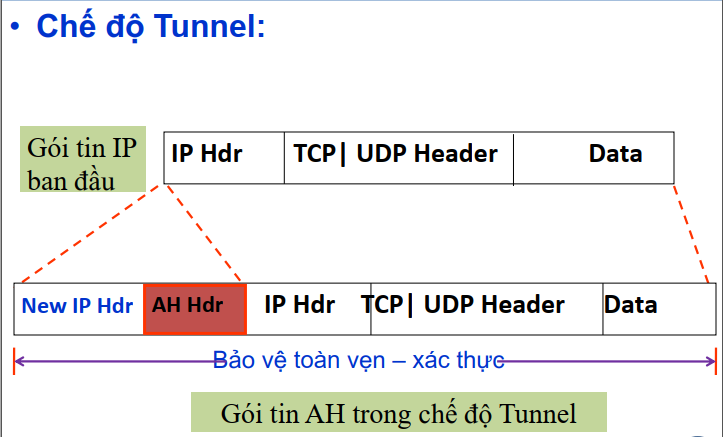 • Chế độ Tunnel:
Gói tin IP
ban đầu
IP Hdr TCP| UDP Header Data
New IP Hdr AH Hdr IP Hdr TCP| UDP Header Data
Bảo vệ toàn vẹn – xác thực
Gói tin AH trong chế độ Tunnel